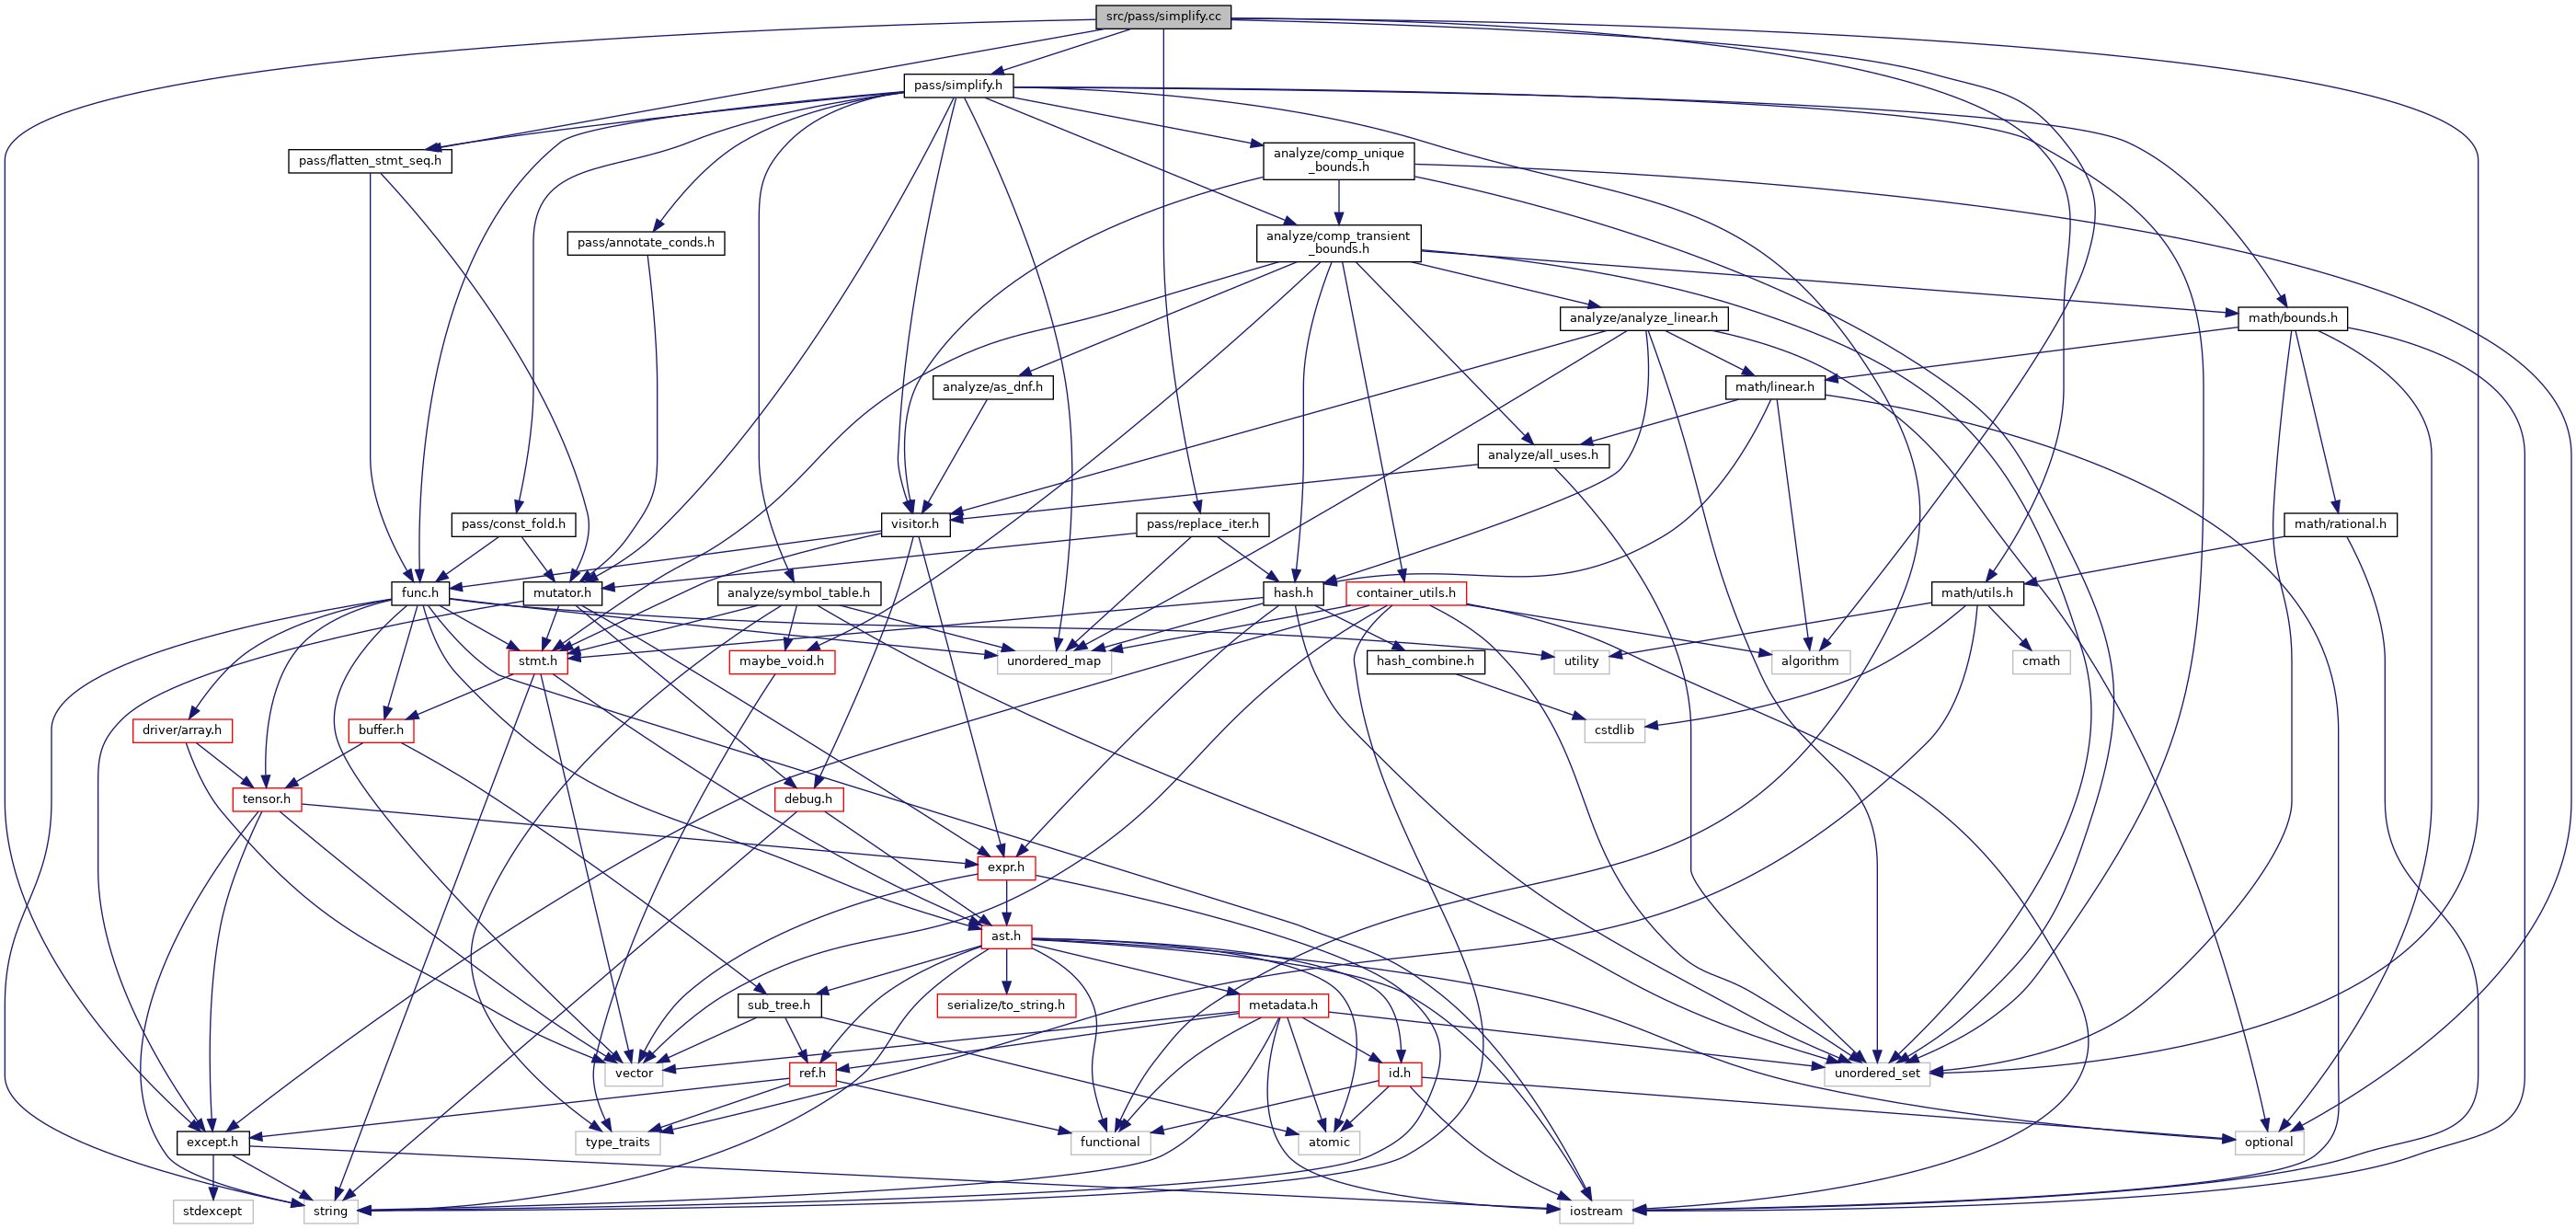 src/pass/simplify.cc
pass/simplify.h
pass/flatten_stmt_seq.h
analyze/comp_unique
_bounds.h
pass/annotate_conds.h
analyze/comp_transient
_bounds.h
analyze/analyze_linear.h
math/bounds.h
analyze/as_dnf.h
math/linear.h
analyze/all_uses.h
pass/const_fold.h
visitor.h
pass/replace_iter.h
math/rational.h
func.h
mutator.h
analyze/symbol_table.h
hash.h
container_utils.h
math/utils.h
stmt.h
maybe_void.h
unordered_map
hash_combine.h
utility
algorithm
cmath
driver/array.h
buffer.h
cstdlib
tensor.h
debug.h
expr.h
ast.h
sub_tree.h
serialize/to_string.h
metadata.h
vector
ref.h
id.h
unordered_set
except.h
type_traits
functional
atomic
optional
stdexcept
string
iostream